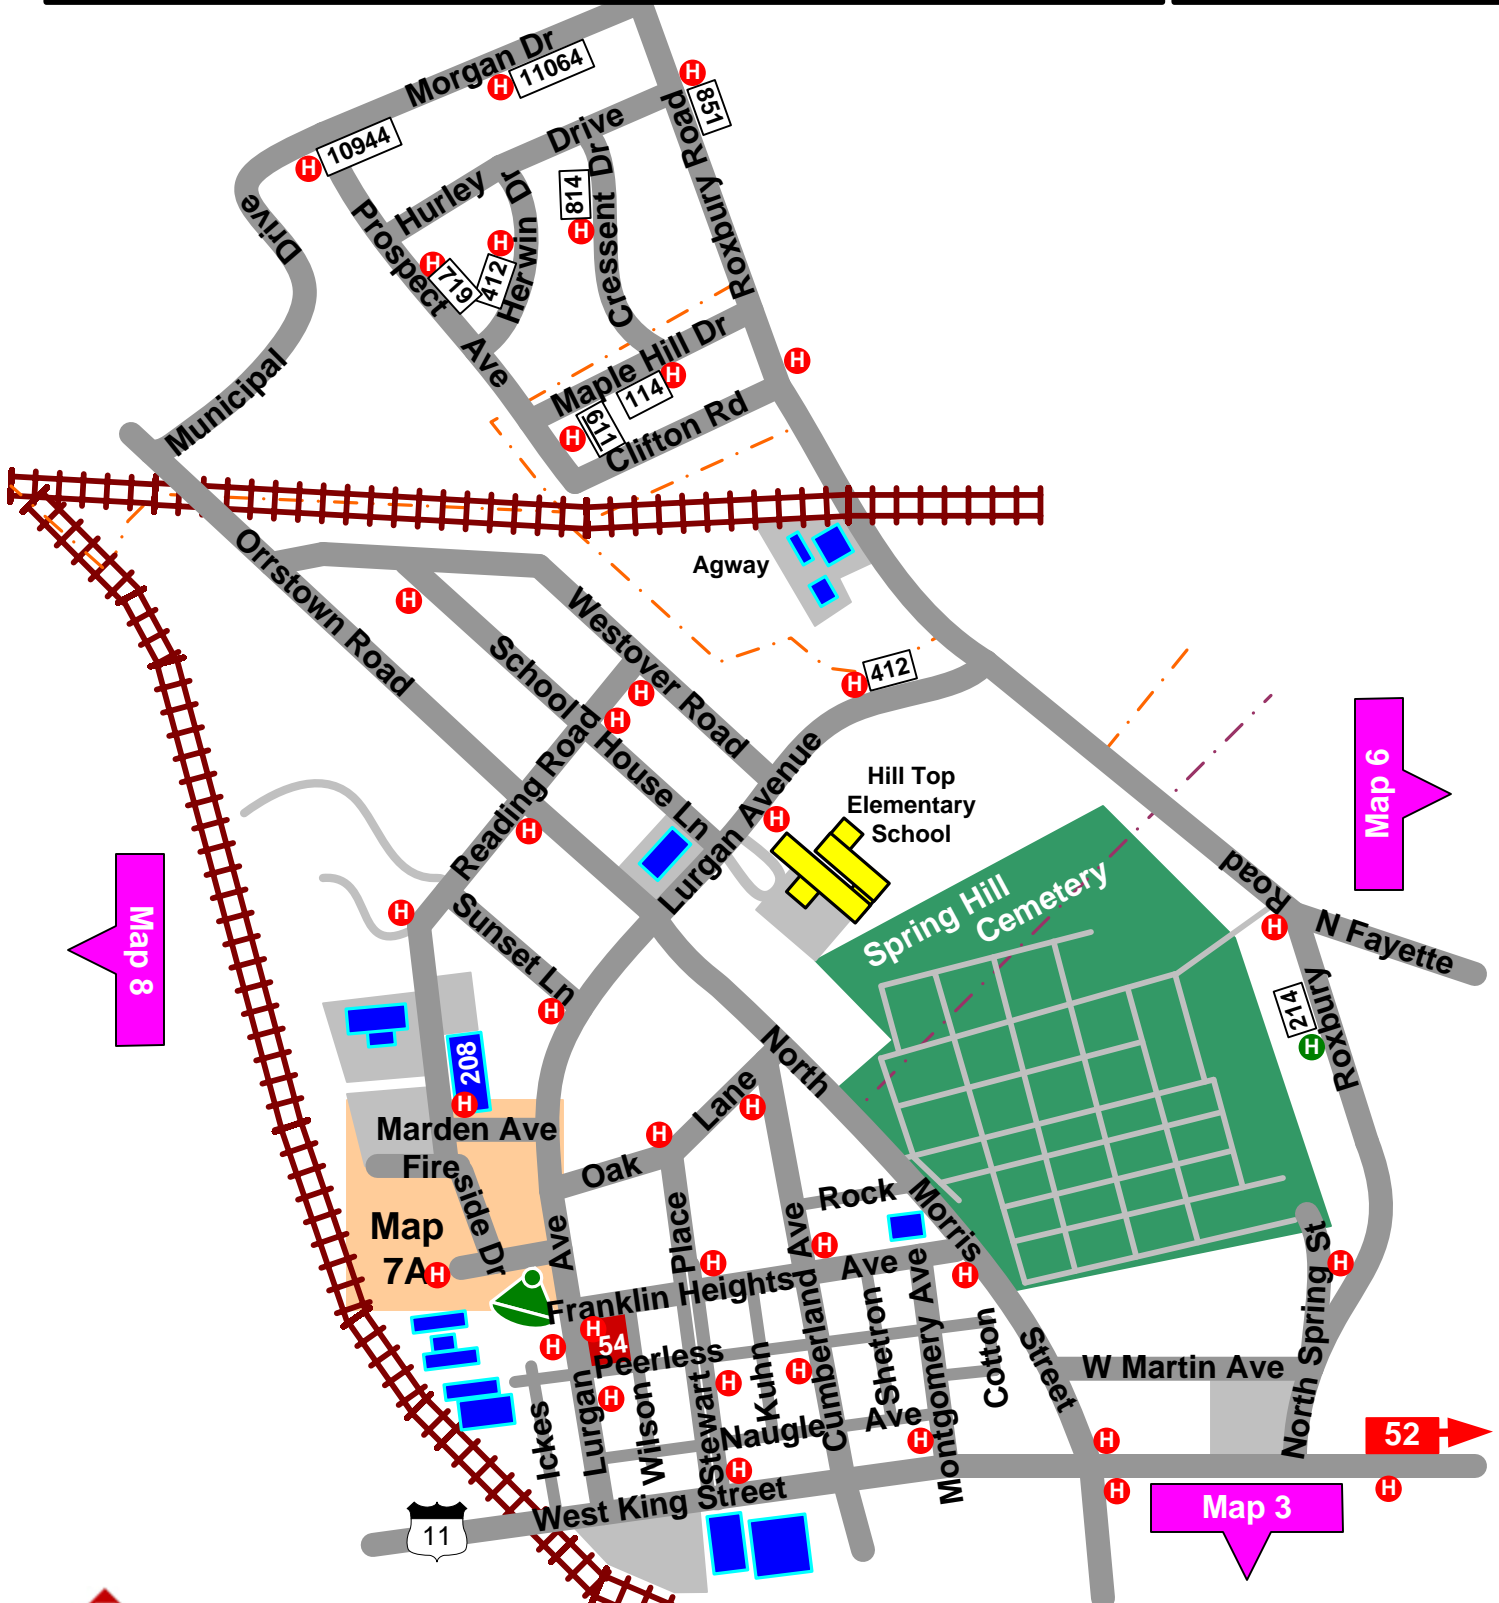 Morgan Dr
11064
10944
H
H
H
851
Drive
Hurley
Drive
Prospect
Ave
719
H
412
H
Herwin
Dr
814
H
Cressent Dr
Roxbury Road
Municipal
Maple Hill Dr
H
H
114
611
H
Clifton Rd
Orrstown Road
Agway
H
School
House Ln
Westover Road
H
H
412
H
Reading Road
H
Lurgan Avenue
H
Hill Top
Elementary
School
Map 6
Map 8
Spring Hill
Cemetery
Road
H
N Fayette
Sunset Ln
H
H
214
H
Roxbury
North
208
H
Marden Ave
Fireside Dr
Lane
H
H
Oak
Map
7A
H
Rock
Morris
Street
Place
Ave
Ave
H
H
H
H
Franklin Heights
Ave
H
54
H
Peerless
H
H
H
Ickes
Lurgan
Wilson
Stewart
Kuhn
Cumberland
Shetron
Montgomery Ave
Cotton
W Martin Ave
North Spring St
Naugle
Ave
H
H
H
52
H
H
West King Street
11
Map 3